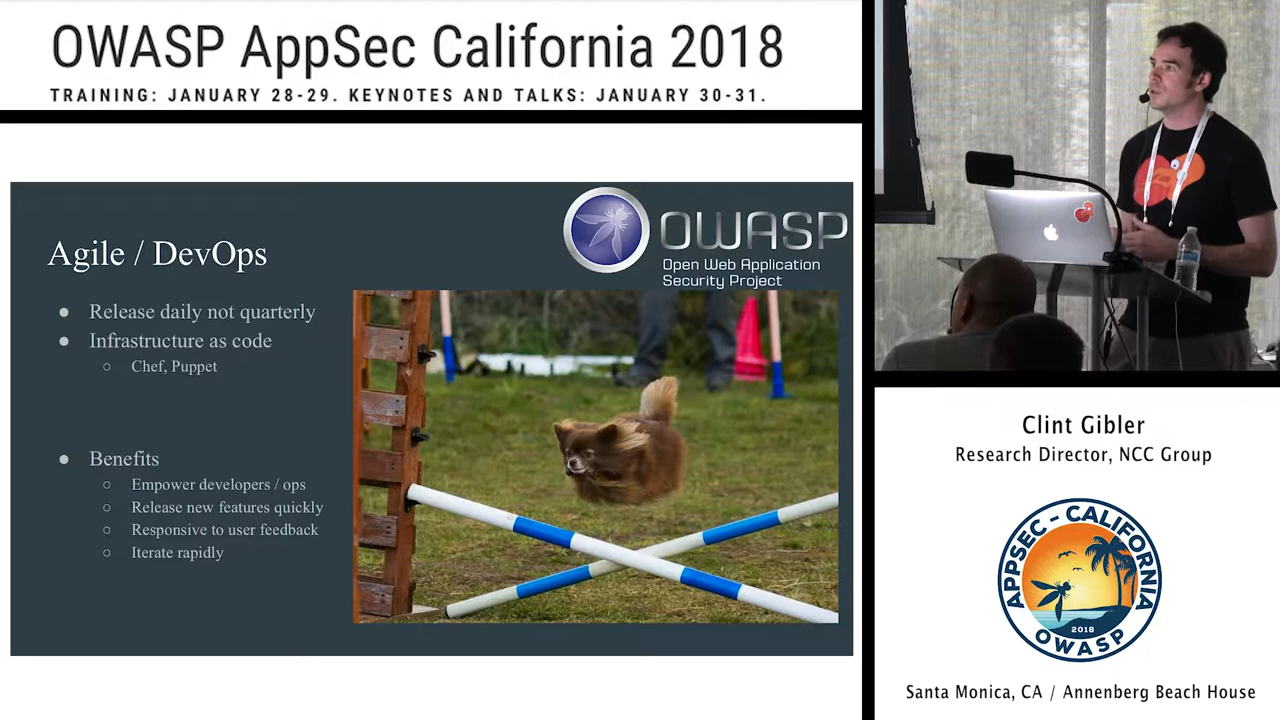 OWASP AppSec California 2018
TRAINING: JANUARY 28-29. KEYNOTES AND TALKS: JANUARY 30-31.
OWASP
Open Web Application
Security Project
Agile / DevOps
● Release daily not quarterly
● Infrastructure as code
○ Chef, Puppet
● Benefits
○ Empower developers / ops
○ Release new features quickly
○ Responsive to user feedback
○ Iterate rapidly
Clint Gibler
Research Director, NCC Group
APPSEC - CALIFORNIA
2018
OWASP
Santa Monica, CA / Annenberg Beach House